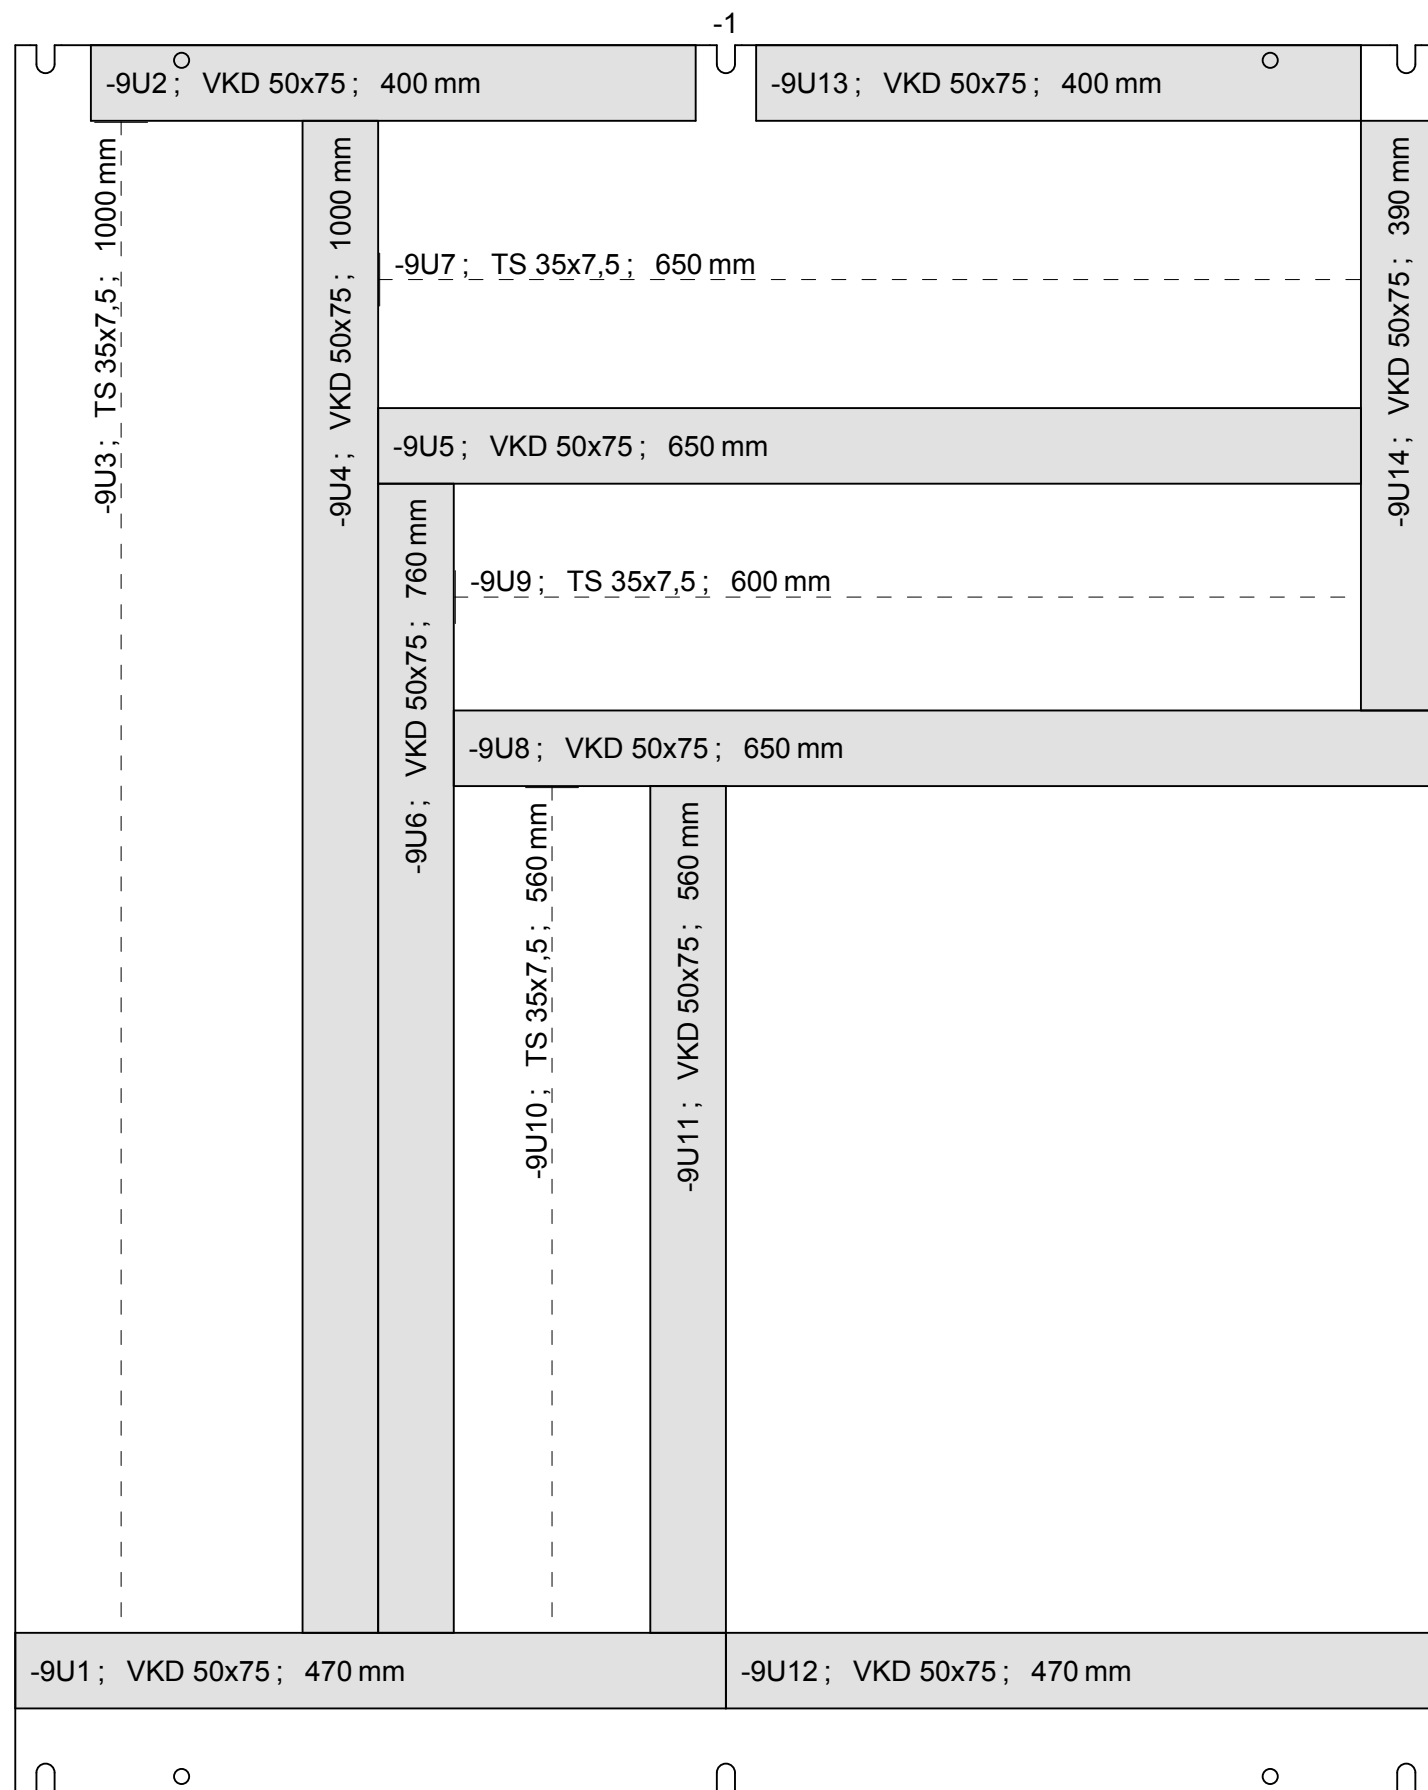 -1
-9U2 ; VKD 50x75 ; 400 mm
-9U13 ; VKD 50x75 ; 400 mm
-9U3 ; TS 35x7,5 ; 1000 mm
-9U4 ; VKD 50x75 ; 1000 mm
-9U7 ; TS 35x7,5 ; 650 mm
-9U14 ; VKD 50x75 ; 390 mm
-9U5 ; VKD 50x75 ; 650 mm
-9U6 ; VKD 50x75 ; 760 mm
-9U9 ; TS 35x7,5 ; 600 mm
-9U8 ; VKD 50x75 ; 650 mm
-9U10 ; TS 35x7,5 ; 560 mm
-9U11 ; VKD 50x75 ; 560 mm
-9U1 ; VKD 50x75 ; 470 mm
-9U12 ; VKD 50x75 ; 470 mm